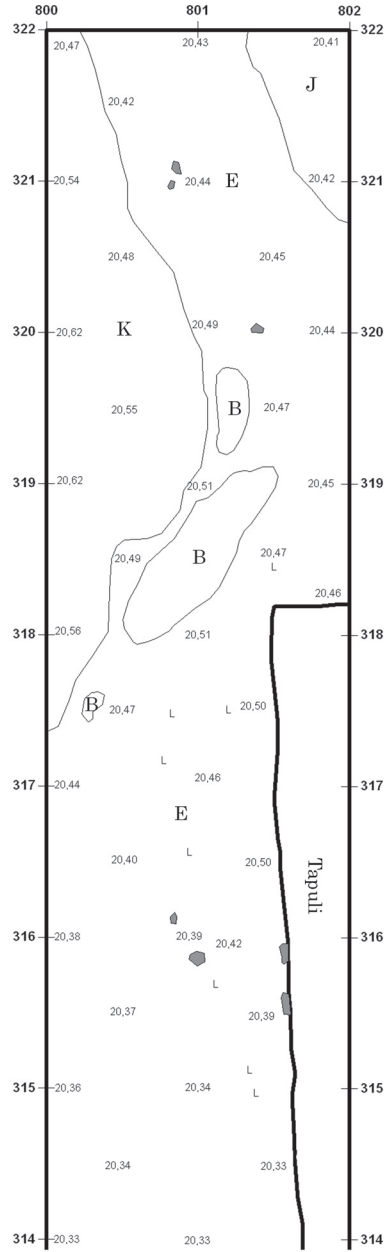 800 801 802
322 322
20,47 20,43 20,41
J
20,42
321 20,54 20,44 E 20,42 321
20,48 20,45
320 20,62 K 20,49 20,44 320
20,55 B 20,47
319 20,62 20,51 20,45 319
20,49 B 20,47
L
20,46
318 20,56 20,51 318
B 20,47 L L 20,50
L
317 20,44 20,46 317
E
20,40 L 20,50
Tapuli
316 20,38 20,39 20,42 316
L
20,37 20,39
L
315 20,36 20,34 L 315
20,34 20,33
314 20,33 20,33 314